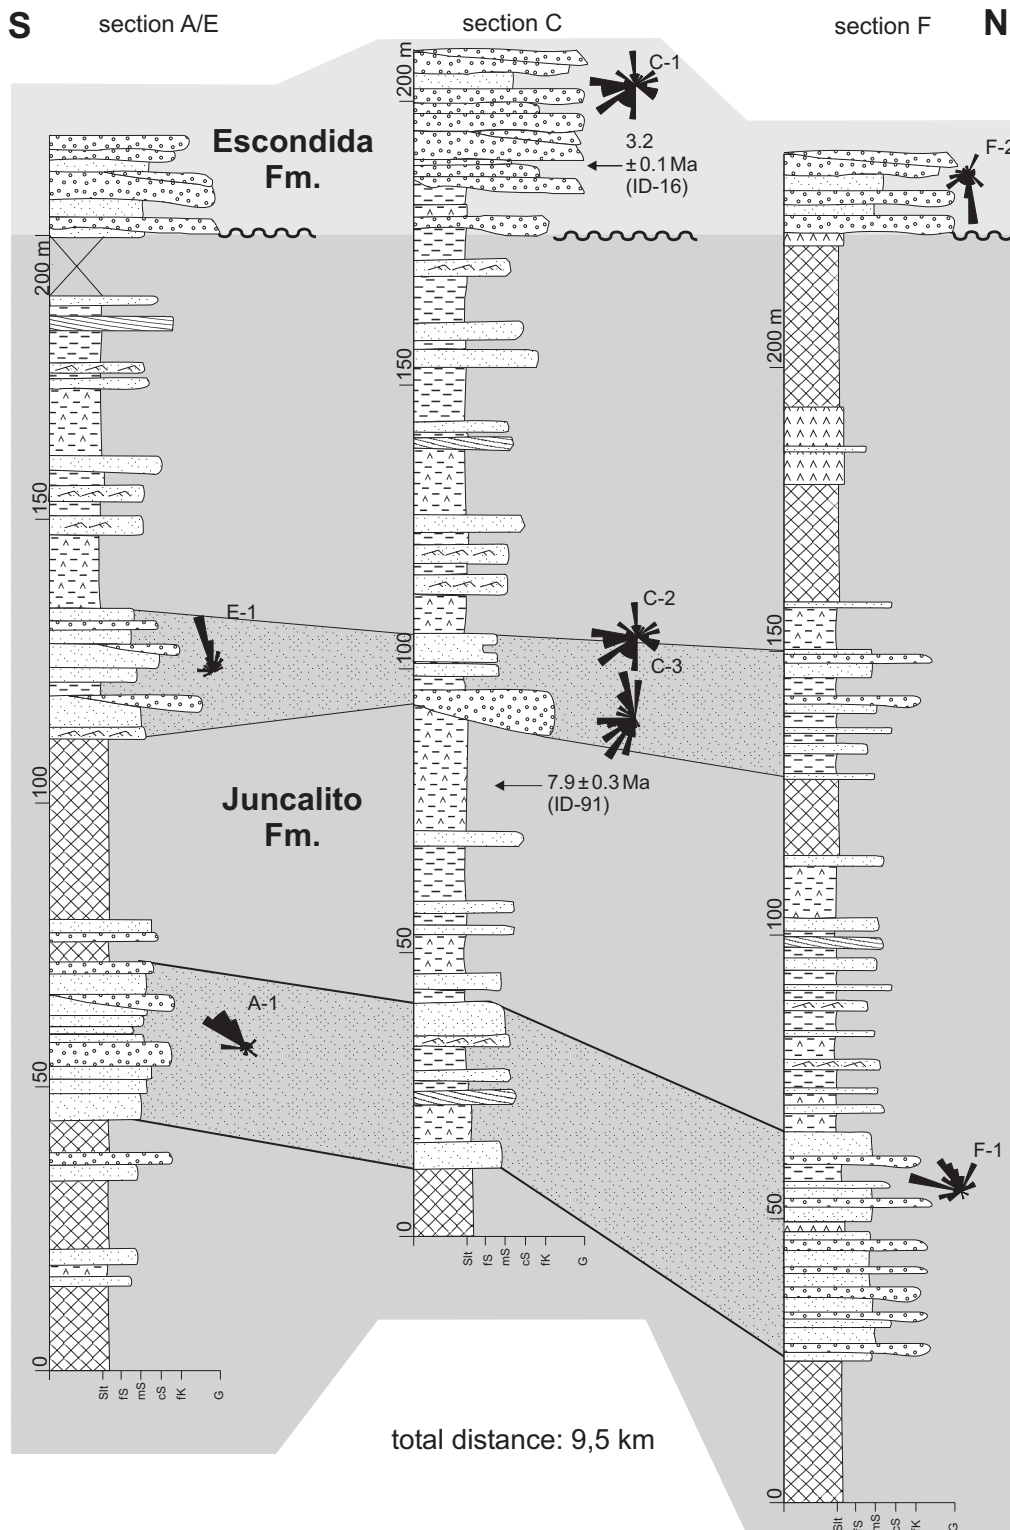 S
section A/E
section C
section F
N
C-1
200 m
Escondida
Fm.
3.2
±0.1 Ma
(ID-16)
F-2
200 m
200 m
150
150
150
E-1
C-2
100
C-3
7.9±0.3 Ma
(ID-91)
100
Juncalito
Fm.
100
50
A-1
50
F-1
50
0
Slt
fS
mS
cS
fK
G
0
Slt
fS
mS
cS
fK
G
total distance: 9,5 km
0
Slt
fS
mS
cS
fK
G